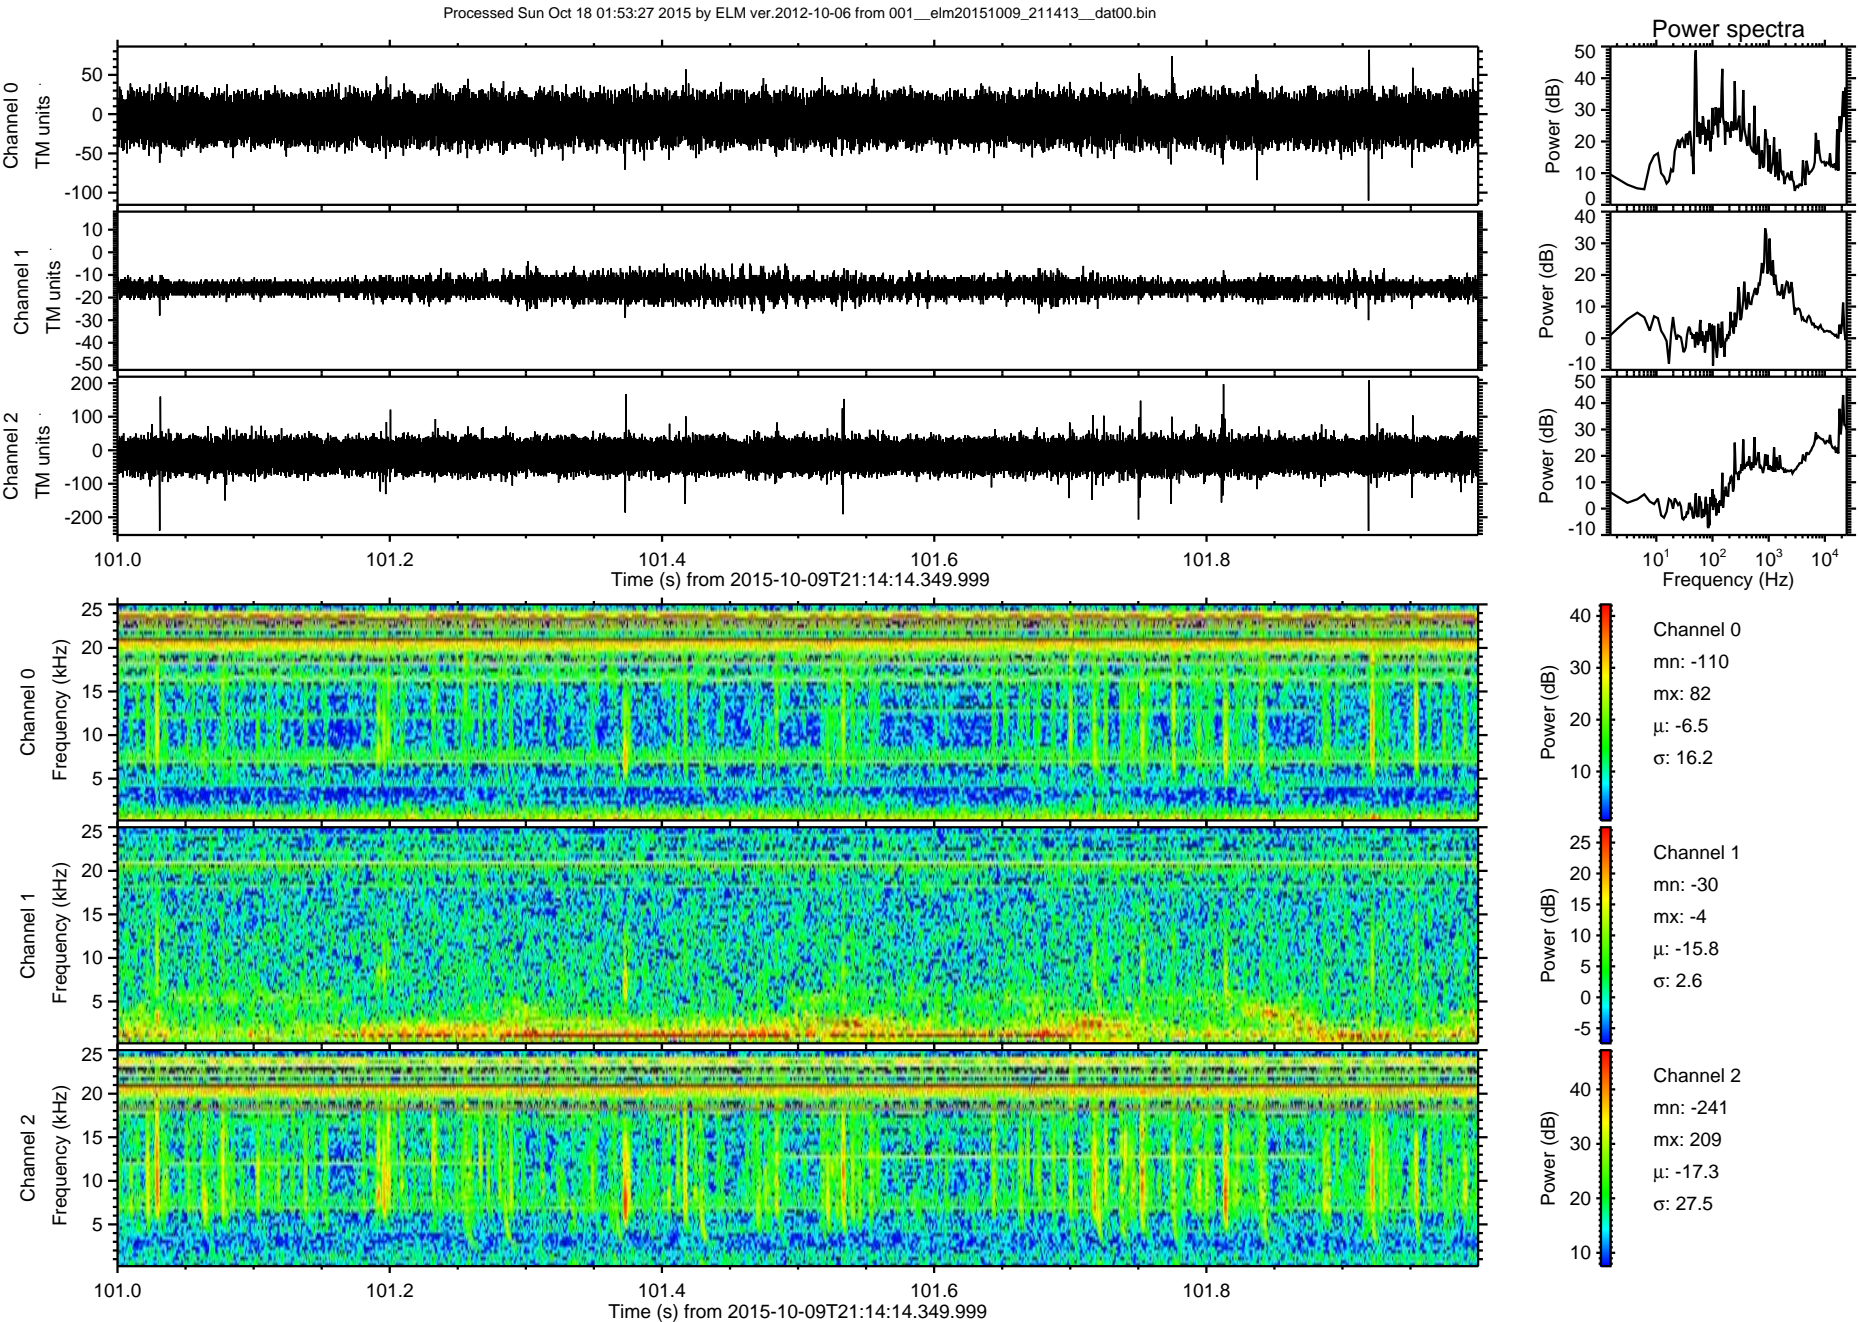 Processed Sun Oct 18 01:53:27 2015 by ELM ver.2012-10-06 from 001__elm20151009_211413__dat00.bin
Power spectra
Channel 0
TM units
50
0
-50
-100
Power (dB)
50
40
30
20
10
0
Channel 1
TM units
10
0
-10
-20
-30
-40
-50
Power (dB)
40
30
20
10
0
-10
Channel 2
TM units
200
100
0
-100
-200
Power (dB)
50
40
30
20
10
0
-10
101.0 101.2 101.4 101.6 101.8
Time (s) from 2015-10-09T21:14:14.349.999
10^1 10^2 10^3 10^4
Frequency (Hz)
Channel 0
Frequency (kHz)
25
20
15
10
5
Power (dB)
40
30
20
10
Channel 0
mn: -110
mx: 82
μ: -6.5
σ: 16.2
Channel 1
Frequency (kHz)
25
20
15
10
5
Power (dB)
25
20
15
10
5
0
-5
Channel 1
mn: -30
mx: -4
μ: -15.8
σ: 2.6
Channel 2
Frequency (kHz)
25
20
15
10
5
Power (dB)
40
30
20
10
Channel 2
mn: -241
mx: 209
μ: -17.3
σ: 27.5
101.0 101.2 101.4 101.6 101.8
Time (s) from 2015-10-09T21:14:14.349.999